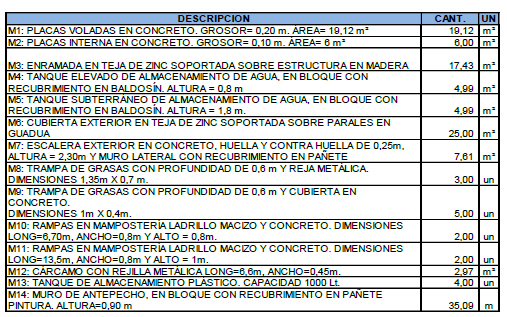 DESCRIPCION CANT. UN
M1: PLACAS VOLADAS EN CONCRETO. GROSOR= 0,20 m. ÁREA= 19,12 m² 19,12 m²
M2: PLACAS INTERNA EN CONCRETO. GROSOR= 0,10 m. ÁREA= 6 m² 6,00 m²
M3: ENRAMADA EN TEJA DE ZINC SOPORTADA SOBRE ESTRUCTURA EN MADERA 17,43 m²
M4: TANQUE ELEVADO DE ALMACENAMIENTO DE AGUA, EN BLOQUE CON
RECUBRIMIENTO EN BALDOSÍN. ALTURA = 0,8 m 4,99 m²
M5: TANQUE SUBTERRÁNEO DE ALMACENAMIENTO DE AGUA, EN BLOQUE CON
RECUBRIMIENTO EN BALDOSÍN. ALTURA = 1,8 m. 4,99 m²
M6: CUBIERTA EXTERIOR EN TEJA DE ZINC SOPORTADA SOBRE PARALES EN
GUADUA 25,00 m²
M7: ESCALERA EXTERIOR EN CONCRETO, HUELLA Y CONTRA HUELLA DE 0,25m,
ALTURA = 2,30m Y MURO LATERAL CON RECUBRIMIENTO EN PAÑETE 7,61 m²
M8: TRAMPA DE GRASAS CON PROFUNDIDAD DE 0,6 m Y REJA METÁLICA.
DIMENSIONES 1,35m X 0,7 m. 3,00 un
M9: TRAMPA DE GRASAS CON PROFUNDIDAD DE 0,6 m Y CUBIERTA EN
CONCRETO.
DIMENSIONES 1m X 0,4m. 5,00 un
M10: RAMPAS EN MAMPOSTERÍA LADRILLO MACIZO Y CONCRETO. DIMENSIONES
LONG=6,70m, ANCHO=0,8m Y ALTO = 0,8m. 2,00 un
M11: RAMPAS EN MAMPOSTERÍA LADRILLO MACIZO Y CONCRETO. DIMENSIONES
LONG=13,5m, ANCHO=0,8m Y ALTO = 1m. 2,00 un
M12: CÁRCAMO CON REJILLA METÁLICA LONG=6,6m, ANCHO=0,45m. 2,97 m²
M13: TANQUE DE ALMACENAMIENTO PLÁSTICO. CAPACIDAD 1000 Lt. 4,00 un
M14: MURO DE ANTEPECHO, EN BLOQUE CON RECUBRIMIENTO EN PAÑETE
PINTURA. ALTURA=0,90 m 35,09 m